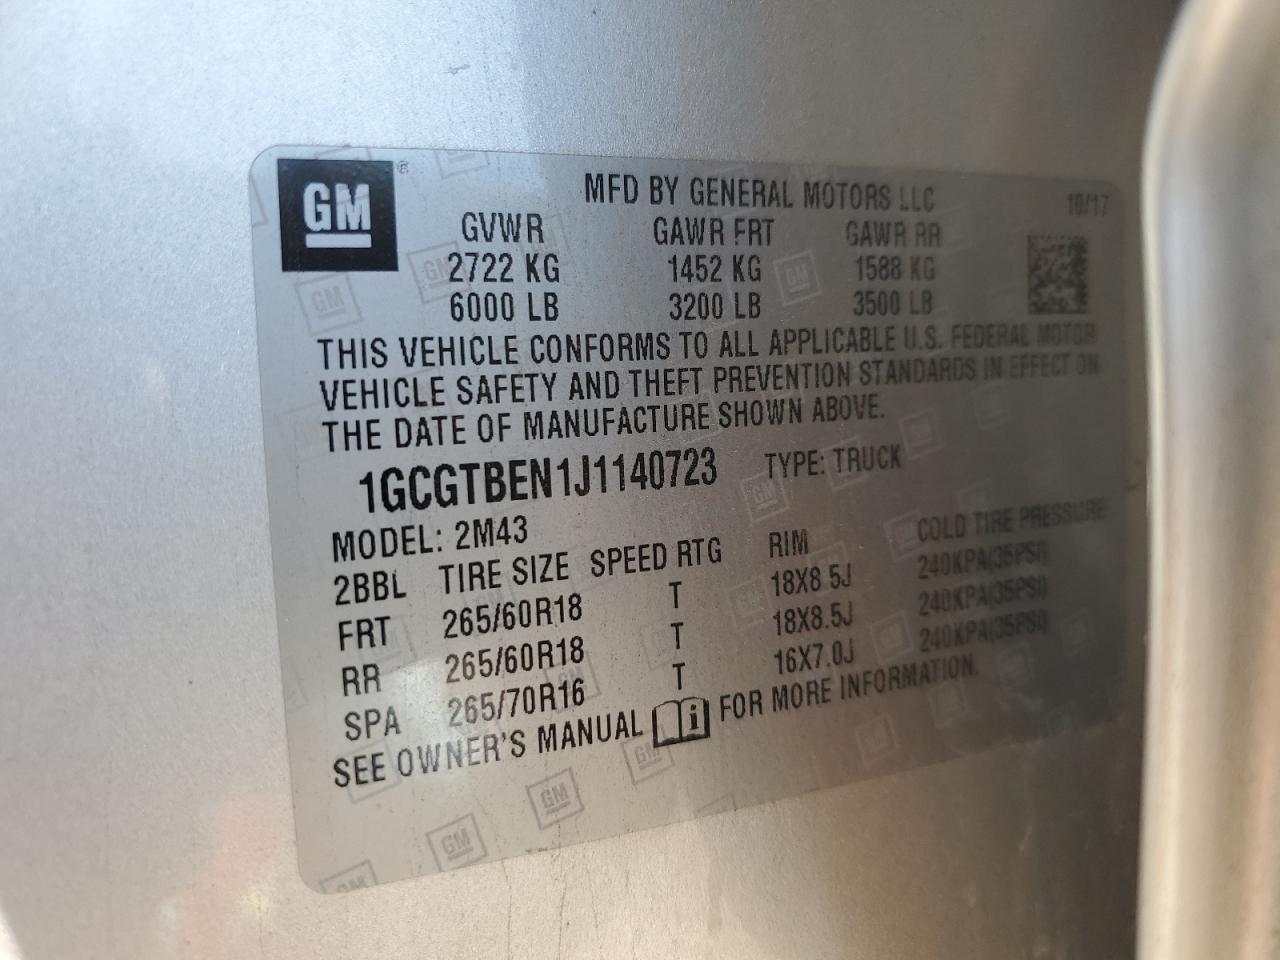 GM ®
MFD BY GENERAL MOTORS LLC 10/17
GVWR GAWR FRT GAWR RR
2722 KG 1452 KG 1588 KG
6000 LB 3200 LB 3500 LB
THIS VEHICLE CONFORMS TO ALL APPLICABLE U.S. FEDERAL MOTOR
VEHICLE SAFETY AND THEFT PREVENTION STANDARDS IN EFFECT ON
THE DATE OF MANUFACTURE SHOWN ABOVE.
1GCGTBEN1J1140723 TYPE: TRUCK
MODEL: 2M43
2BBL TIRE SIZE SPEED RTG RIM COLD TIRE PRESSURE
FRT 265/60R18 T 18X8.5J 240KPA(35PSI)
RR 265/60R18 T 18X8.5J 240KPA(35PSI)
SPA 265/70R16 T 16X7.0J 240KPA(35PSI)
SEE OWNER'S MANUAL i FOR MORE INFORMATION.